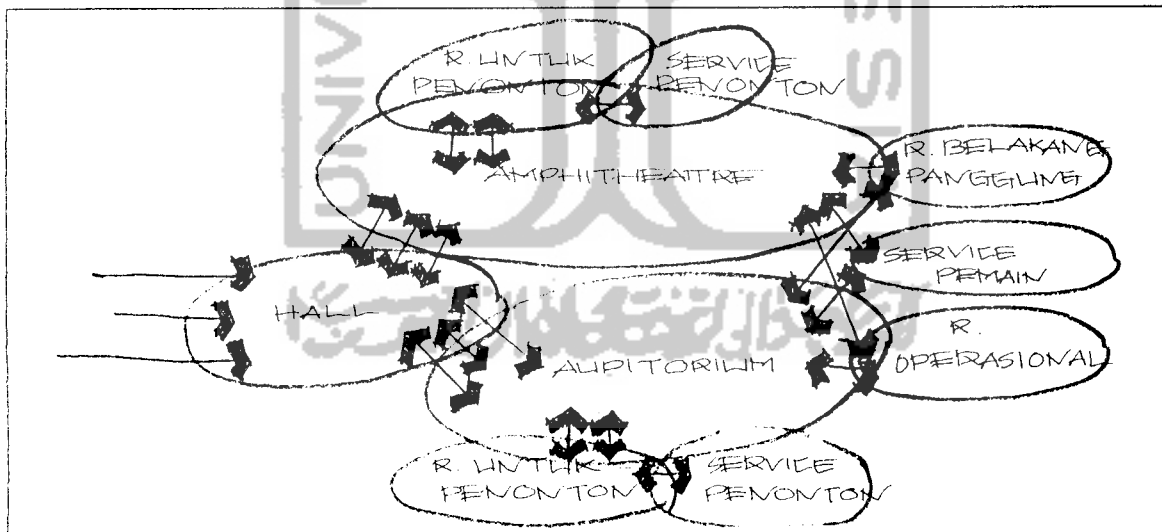 R. UNTUK
PENONTON
SERVICE
PENONTON
AMPHITHEATRE
R. BELAKANG
PANGGUNG
SERVICE
PEMAIN
HALL
R.
OPERASIONAL
AUDITORIUM
R. UNTUK
PENONTON
SERVICE
PENONTON